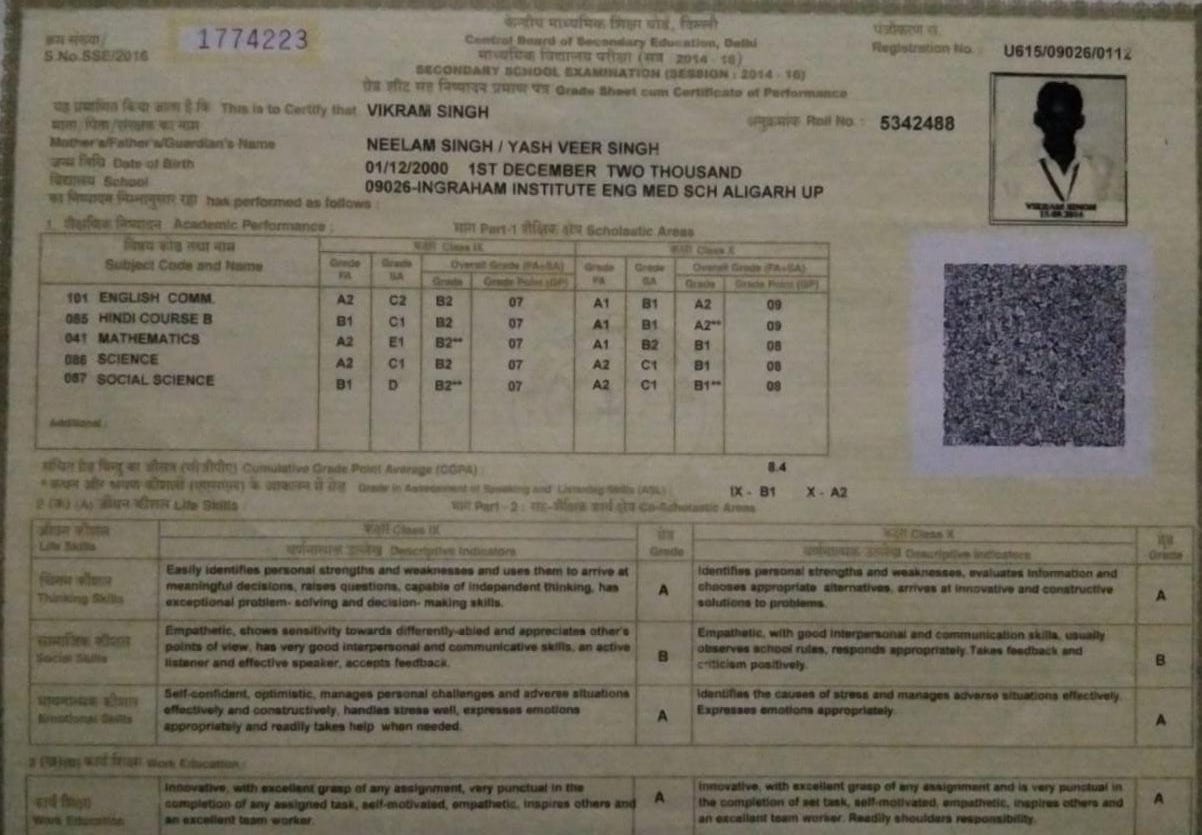 केन्द्रीय माध्यमिक शिक्षा बोर्ड, दिल्ली
क्रम संख्या / 1774223 पंजीकरण सं.
S.No.SSE/2016 Central Board of Secondary Education, Delhi Registration No. U615/09026/0112
माध्यमिक विद्यालय परीक्षा (सत्र 2014 - 16)
SECONDARY SCHOOL EXAMINATION (SESSION : 2014 - 16)
ग्रेड शीट सह निष्पादन प्रमाण पत्र Grade Sheet cum Certificate of Performance
यह प्रमाणित किया जाता है कि This is to Certify that VIKRAM SINGH
माता/पिता/संरक्षक का नाम अनुक्रमांक Roll No. : 5342488
Mother's/Father's/Guardian's Name NEELAM SINGH / YASH VEER SINGH
जन्म तिथि Date of Birth 01/12/2000 1ST DECEMBER TWO THOUSAND
विद्यालय School 09026-INGRAHAM INSTITUTE ENG MED SCH ALIGARH UP
का निष्पादन निम्नानुसार रहा has performed as follows :
VIKRAM SINGH
1. शैक्षणिक निष्पादन Academic Performance : भाग Part-1 शैक्षिक क्षेत्र Scholastic Areas
विषय कोड तथा नाम कक्षा Class IX कक्षा Class X
Subject Code and Name Grade FA Grade SA Overall Grade (FA+SA) Grade FA Grade SA Overall Grade (FA+SA)
Grade Grade Point (GP) Grade Grade Point (GP)
101 ENGLISH COMM. A2 C2 B2 07 A1 B1 A2 09
085 HINDI COURSE B B1 C1 B2 07 A1 B1 A2** 09
041 MATHEMATICS A2 E1 B2** 07 A1 B2 B1 08
086 SCIENCE A2 C1 B2 07 A2 C1 B1 08
087 SOCIAL SCIENCE B1 D B2** 07 A2 C1 B1** 08
Additional :
संचित ग्रेड बिन्दु का औसत (सीजीपीए) Cumulative Grade Point Average (CGPA) : 8.4
Grade in Assessment of Speaking and Listening Skills (ASL) : IX - B1 X - A2
2 (क) (A) जीवन कौशल Life Skills : भाग Part - 2 : सह-शैक्षिक कार्य क्षेत्र Co-Scholastic Areas
जीवन कौशल कक्षा Class IX ग्रेड कक्षा Class X ग्रेड
Life Skills वर्णनात्मक उल्लेख Descriptive Indicators Grade वर्णनात्मक उल्लेख Descriptive Indicators Grade
चिंतन कौशल
Thinking Skills
Easily identifies personal strengths and weaknesses and uses them to arrive at
meaningful decisions, raises questions, capable of independent thinking, has
exceptional problem- solving and decision- making skills.
A
Identifies personal strengths and weaknesses, evaluates information and
chooses appropriate alternatives, arrives at innovative and constructive
solutions to problems.
A
सामाजिक कौशल
Social Skills
Empathetic, shows sensitivity towards differently-abled and appreciates other's
points of view, has very good interpersonal and communicative skills, an active
listener and effective speaker, accepts feedback.
B
Empathetic, with good interpersonal and communication skills, usually
observes school rules, responds appropriately.Takes feedback and
criticism positively.
B
भावनात्मक कौशल
Emotional Skills
Self-confident, optimistic, manages personal challenges and adverse situations
effectively and constructively, handles stress well, expresses emotions
appropriately and readily takes help when needed.
A
Identifies the causes of stress and manages adverse situations effectively.
Expresses emotions appropriately.
A
कार्य शिक्षा Work Education :
कार्य शिक्षा
Work Education
Innovative, with excellent grasp of any assignment, very punctual in the
completion of any assigned task, self-motivated, empathetic, inspires others and
an excellent team worker.
A
Innovative, with excellent grasp of any assignment and is very punctual in
the completion of set task, self-motivated, empathetic, inspires others and
an excellent team worker. Readily shoulders responsibility.
A